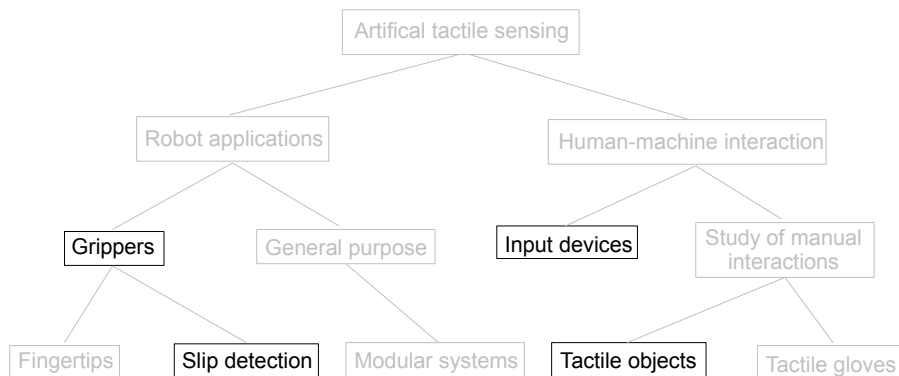 Artifical tactile sensing
Robot applications
Human-machine interaction
Grippers
General purpose
Input devices
Study of manual
interactions
Fingertips
Slip detection
Modular systems
Tactile objects
Tactile gloves